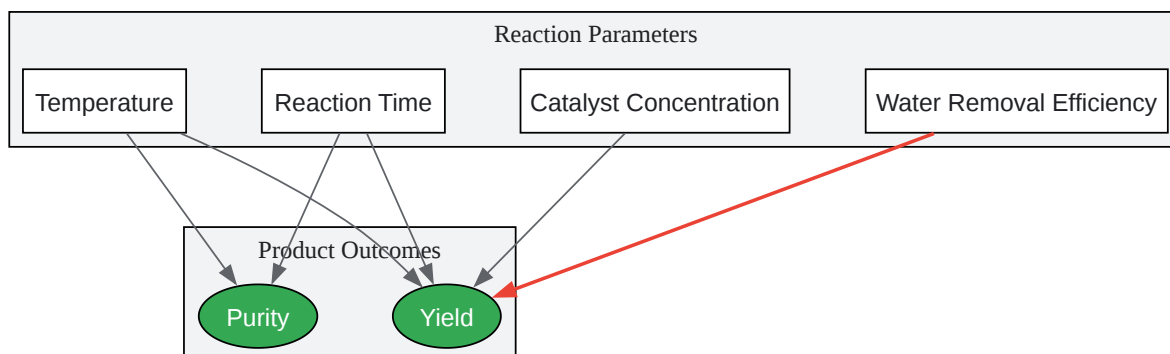 Reaction Parameters
Temperature
Reaction Time
Catalyst Concentration
Water Removal Efficiency
Product Outcomes
Purity
Yield